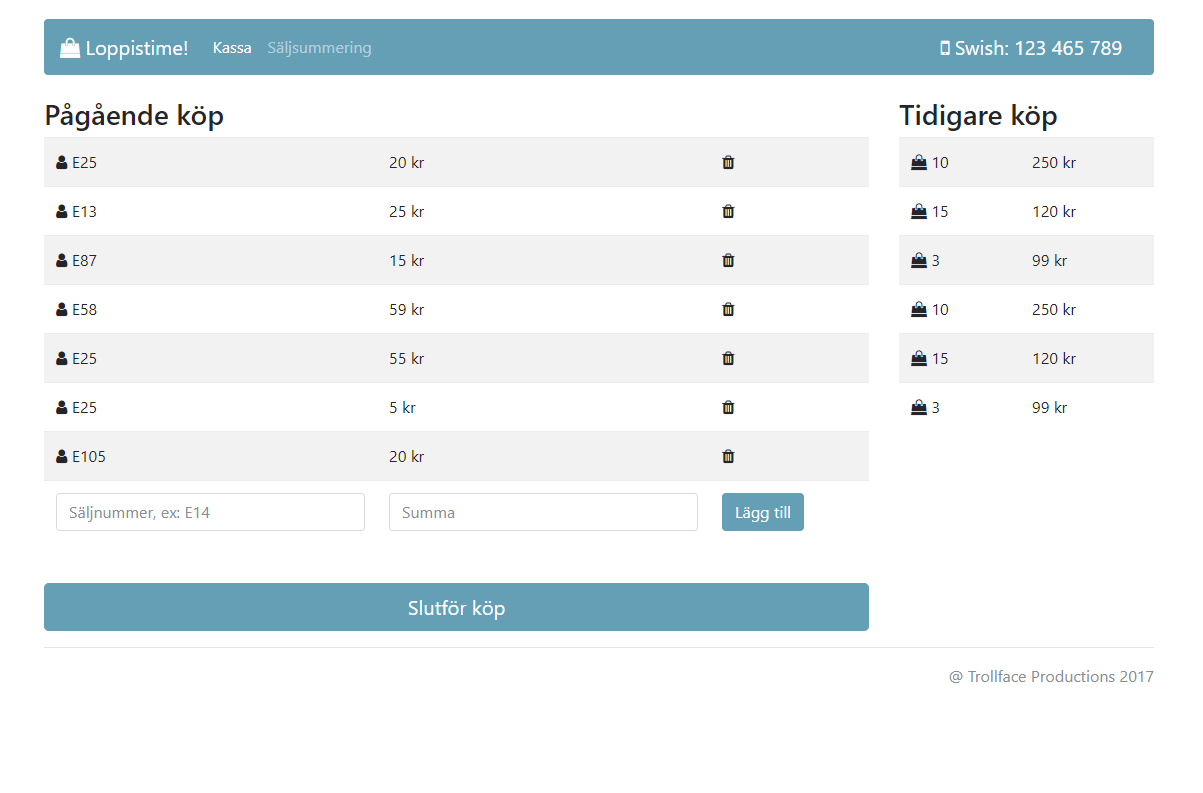 Loppistime! Kassa Säljsummering Swish: 123 465 789
Pågående köp
E25 20 kr
E13 25 kr
E87 15 kr
E58 59 kr
E25 55 kr
E25 5 kr
E105 20 kr
Säljnummer, ex: E14 Summa Lägg till
Slutför köp
Tidigare köp
10 250 kr
15 120 kr
3 99 kr
10 250 kr
15 120 kr
3 99 kr
@ Trollface Productions 2017